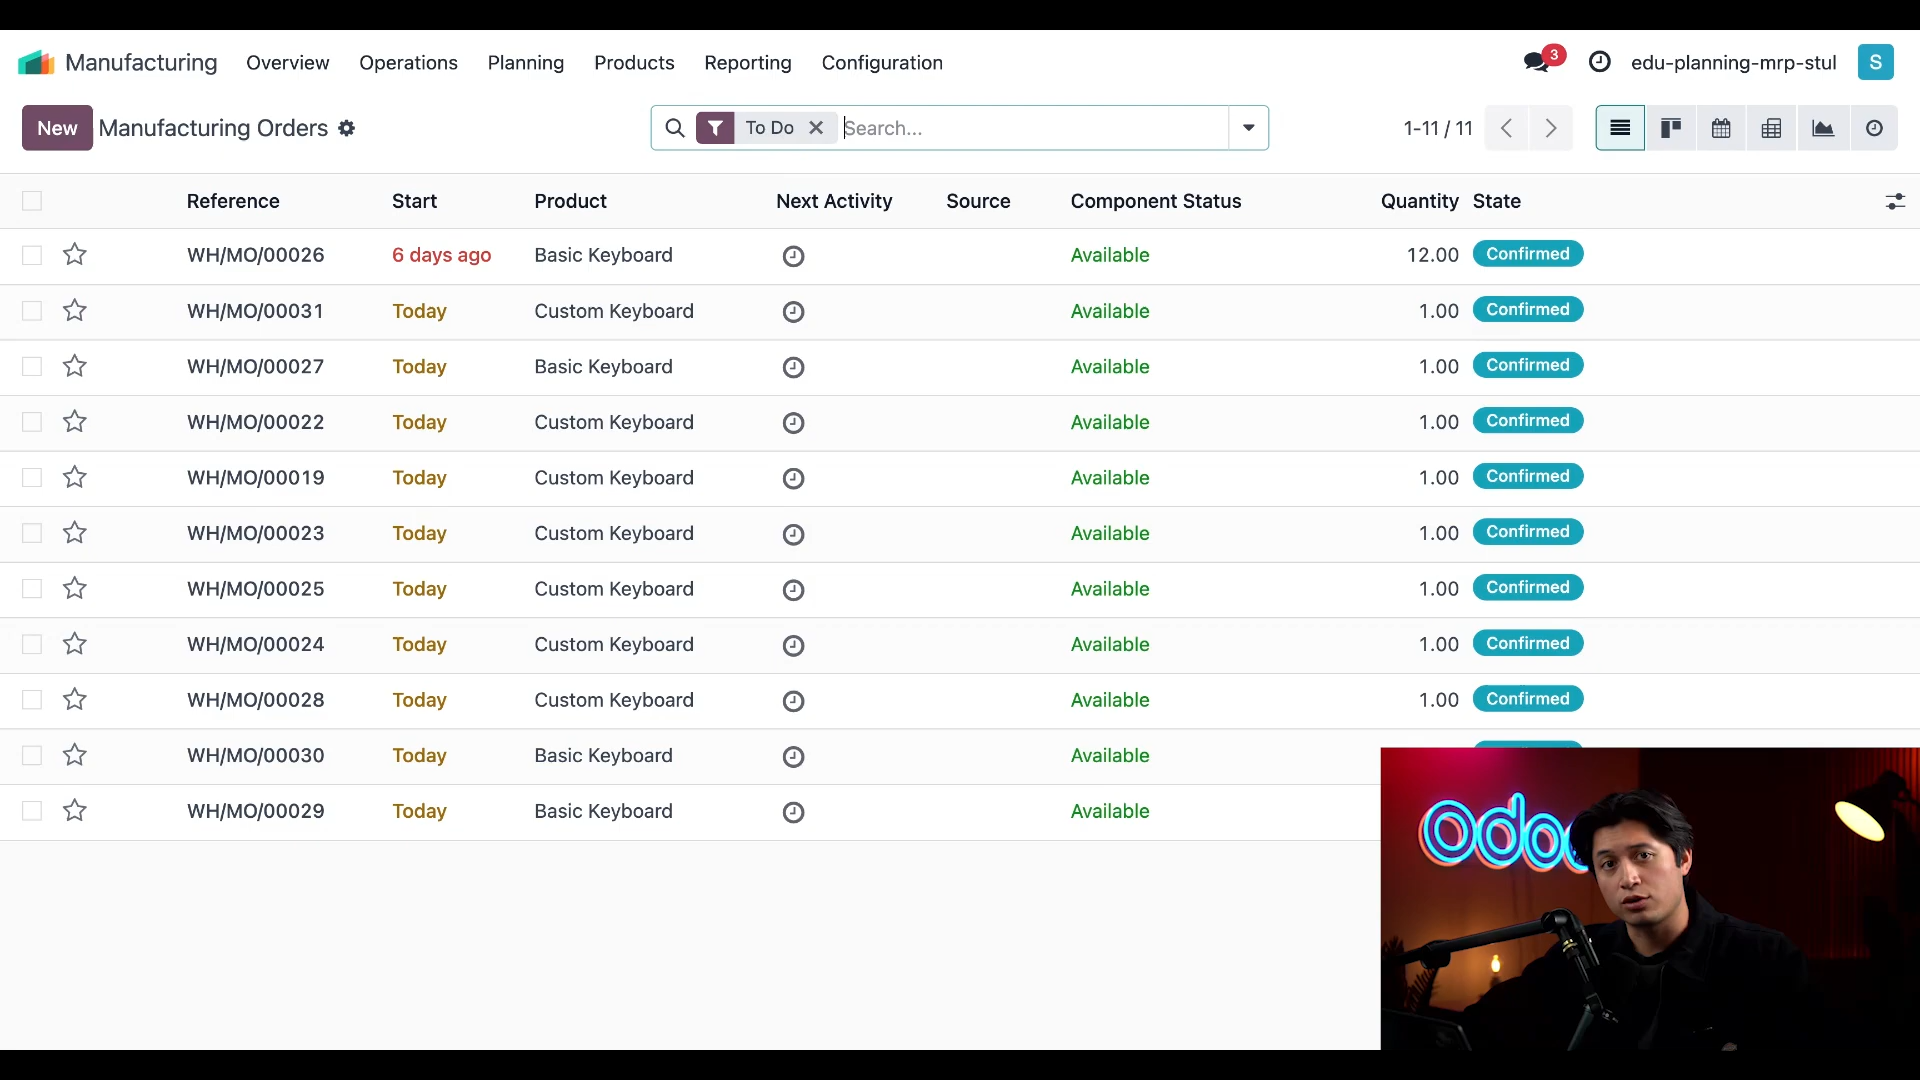 Manufacturing Overview Operations Planning Products Reporting Configuration 3 edu-planning-mrp-stul S
New Manufacturing Orders To Do Search... 1-11 / 11
Reference Start Product Next Activity Source Component Status Quantity State
WH/MO/00026 6 days ago Basic Keyboard Available 12.00 Confirmed
WH/MO/00031 Today Custom Keyboard Available 1.00 Confirmed
WH/MO/00027 Today Basic Keyboard Available 1.00 Confirmed
WH/MO/00022 Today Custom Keyboard Available 1.00 Confirmed
WH/MO/00019 Today Custom Keyboard Available 1.00 Confirmed
WH/MO/00023 Today Custom Keyboard Available 1.00 Confirmed
WH/MO/00025 Today Custom Keyboard Available 1.00 Confirmed
WH/MO/00024 Today Custom Keyboard Available 1.00 Confirmed
WH/MO/00028 Today Custom Keyboard Available 1.00 Confirmed
WH/MO/00030 Today Basic Keyboard Available
WH/MO/00029 Today Basic Keyboard Available
odoo